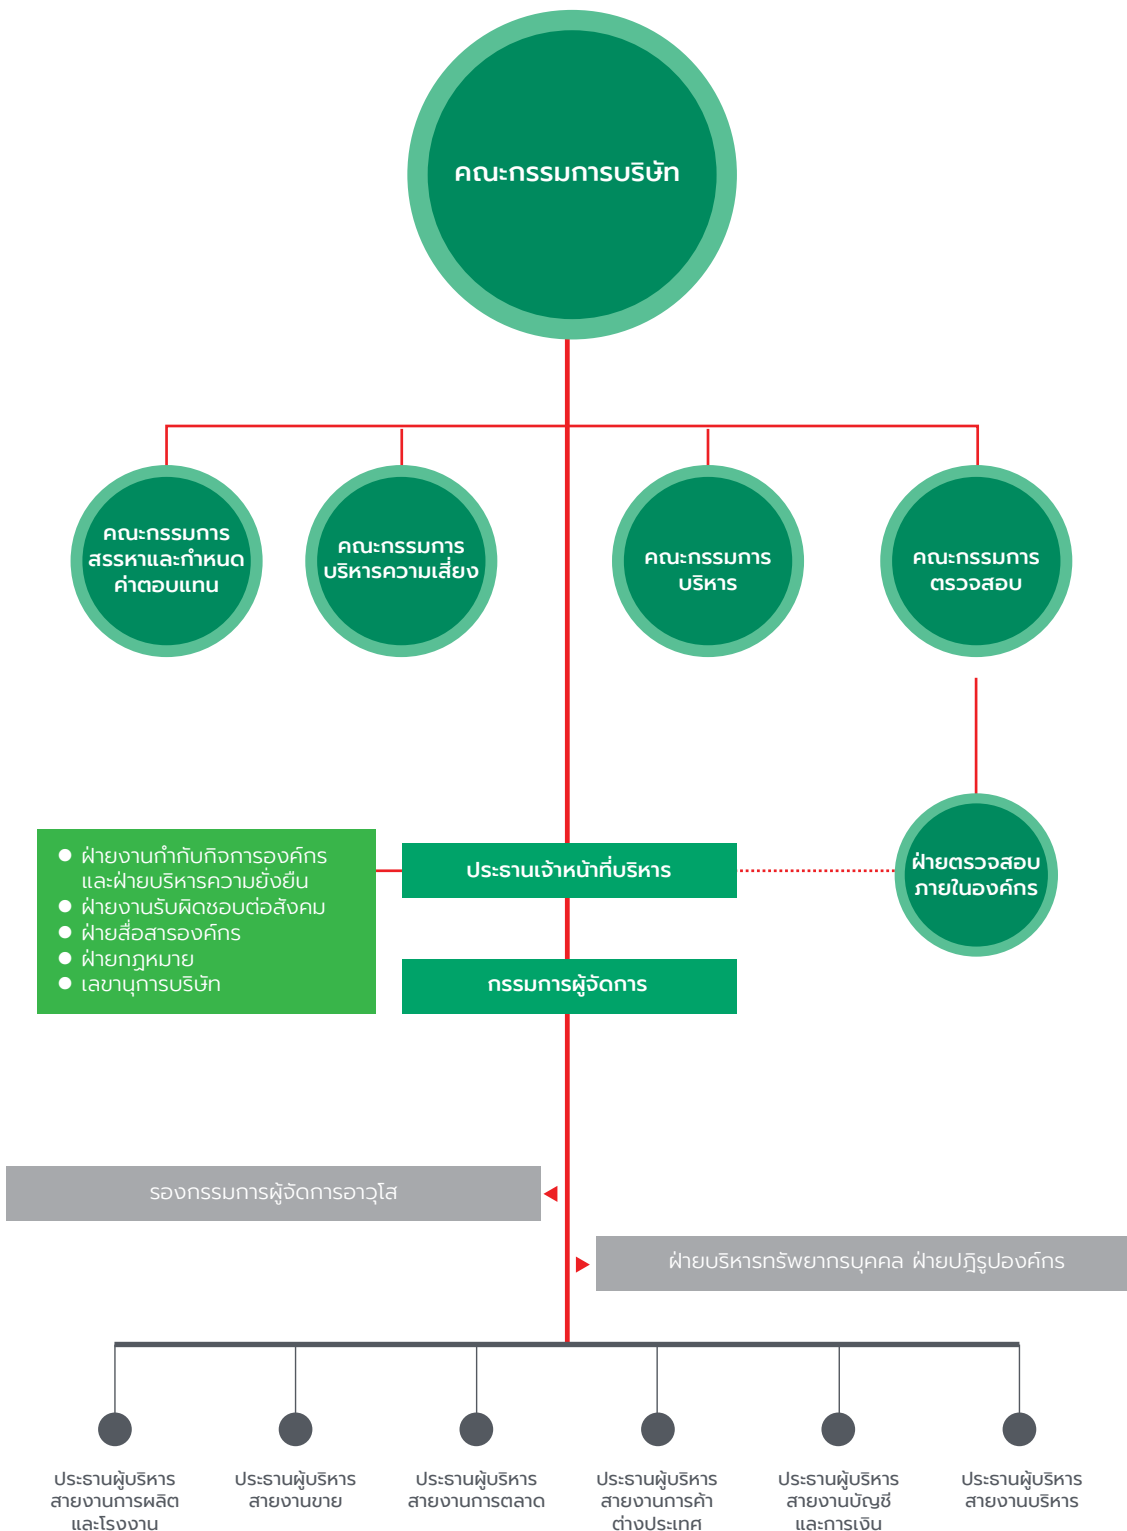 คณะกรรมการบริษัท
คณะกรรมการ
สรรหาและกำหนด
ค่าตอบแทน
คณะกรรมการ
บริหารความเสี่ยง
คณะกรรมการ
บริหาร
คณะกรรมการ
ตรวจสอบ
ฝ่ายงานกำกับกิจการองค์กร
และฝ่ายบริหารความยั่งยืน
ฝ่ายงานรับผิดชอบต่อสังคม
ฝ่ายสื่อสารองค์กร
ฝ่ายกฎหมาย
เลขานุการบริษัท
ประธานเจ้าหน้าที่บริหาร
ฝ่ายตรวจสอบ
ภายในองค์กร
กรรมการผู้จัดการ
รองกรรมการผู้จัดการอาวุโส
ฝ่ายบริหารทรัพยากรบุคคล ฝ่ายปฎิรูปองค์กร
ประธานผู้บริหาร
สายงานการผลิต
และโรงงาน
ประธานผู้บริหาร
สายงานขาย
ประธานผู้บริหาร
สายงานการตลาด
ประธานผู้บริหาร
สายงานการค้า
ต่างประเทศ
ประธานผู้บริหาร
สายงานบัญชี
และการเงิน
ประธานผู้บริหาร
สายงานบริหาร